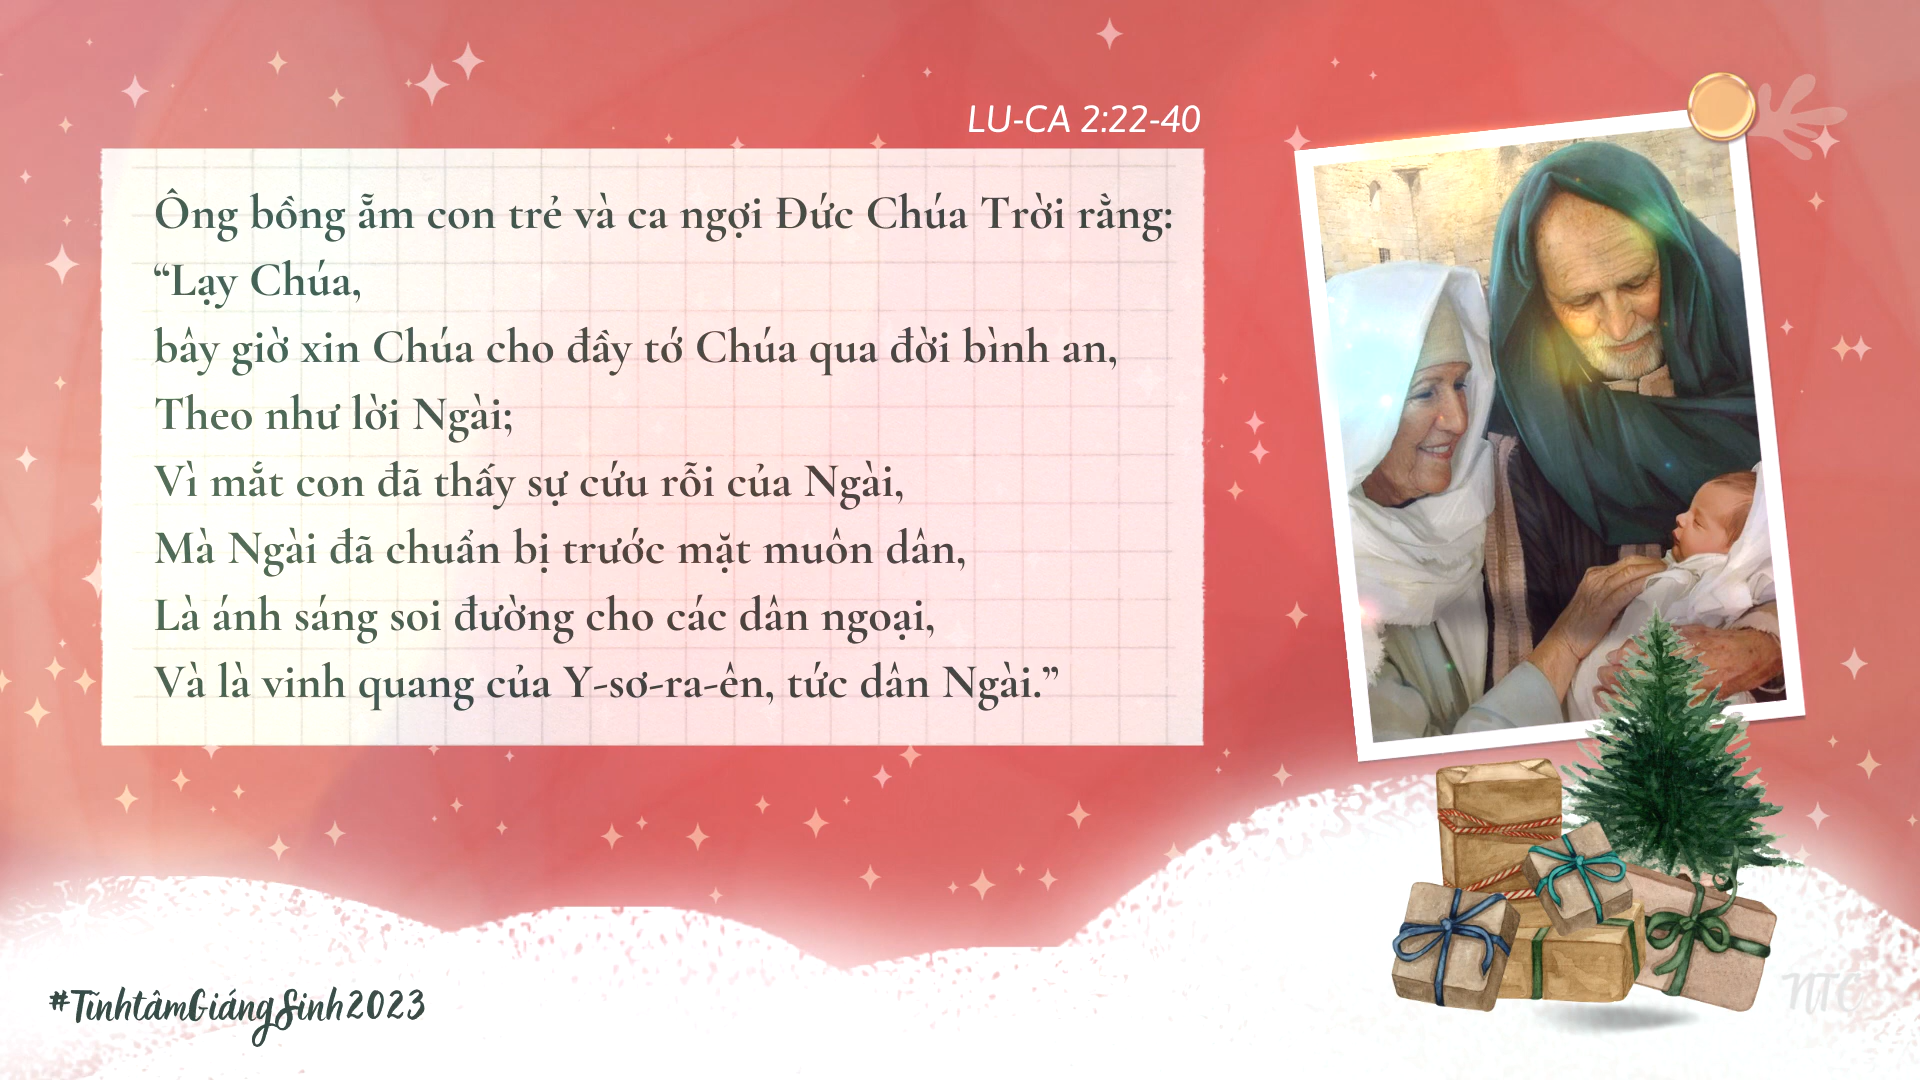 LU-CA 2:22-40
Ông bồng ẵm con trẻ và ca ngợi Đức Chúa Trời rằng:
“Lạy Chúa,
bây giờ xin Chúa cho đầy tớ Chúa qua đời bình an,
Theo như lời Ngài;
Vì mắt con đã thấy sự cứu rỗi của Ngài,
Mà Ngài đã chuẩn bị trước mặt muôn dân,
Là ánh sáng soi đường cho các dân ngoại,
Và là vinh quang của Y-sơ-ra-ên, tức dân Ngài.”
#TĩnhtâmGiángSinh2023